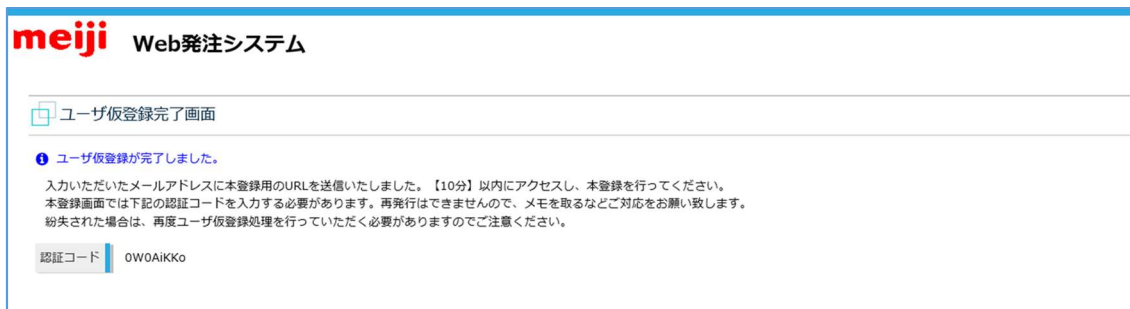 meiji Web発注システム
ユーザ仮登録完了画面
ユーザ仮登録が完了しました。
入力いただいたメールアドレスに本登録用のURLを送信いたしました。【10分】以内にアクセスし、本登録を行ってください。
本登録画面では下記の認証コードを入力する必要があります。再発行はできませんので、メモを取るなどご対応をお願い致します。
紛失された場合は、再度ユーザ仮登録処理を行っていただく必要がありますのでご注意ください。
認証コード 0W0AiKKo